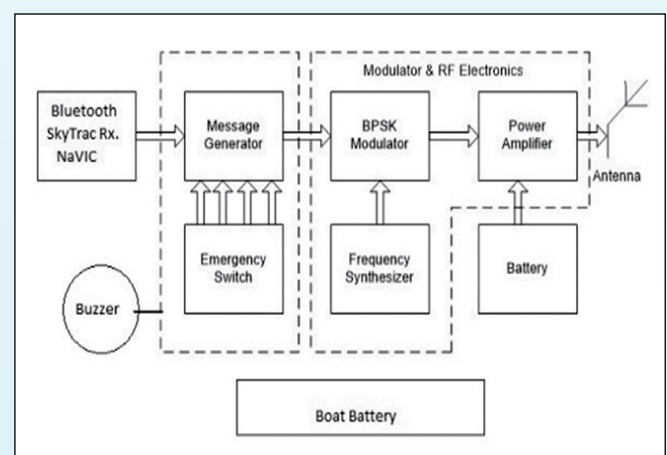 Modulator & RF Electronics
Bluetooth
SkyTrac Rx.
NaVIC
Message
Generator
BPSK
Modulator
Power
Amplifier
Antenna
Emergency
Switch
Frequency
Synthesizer
Battery
Buzzer
Boat Battery